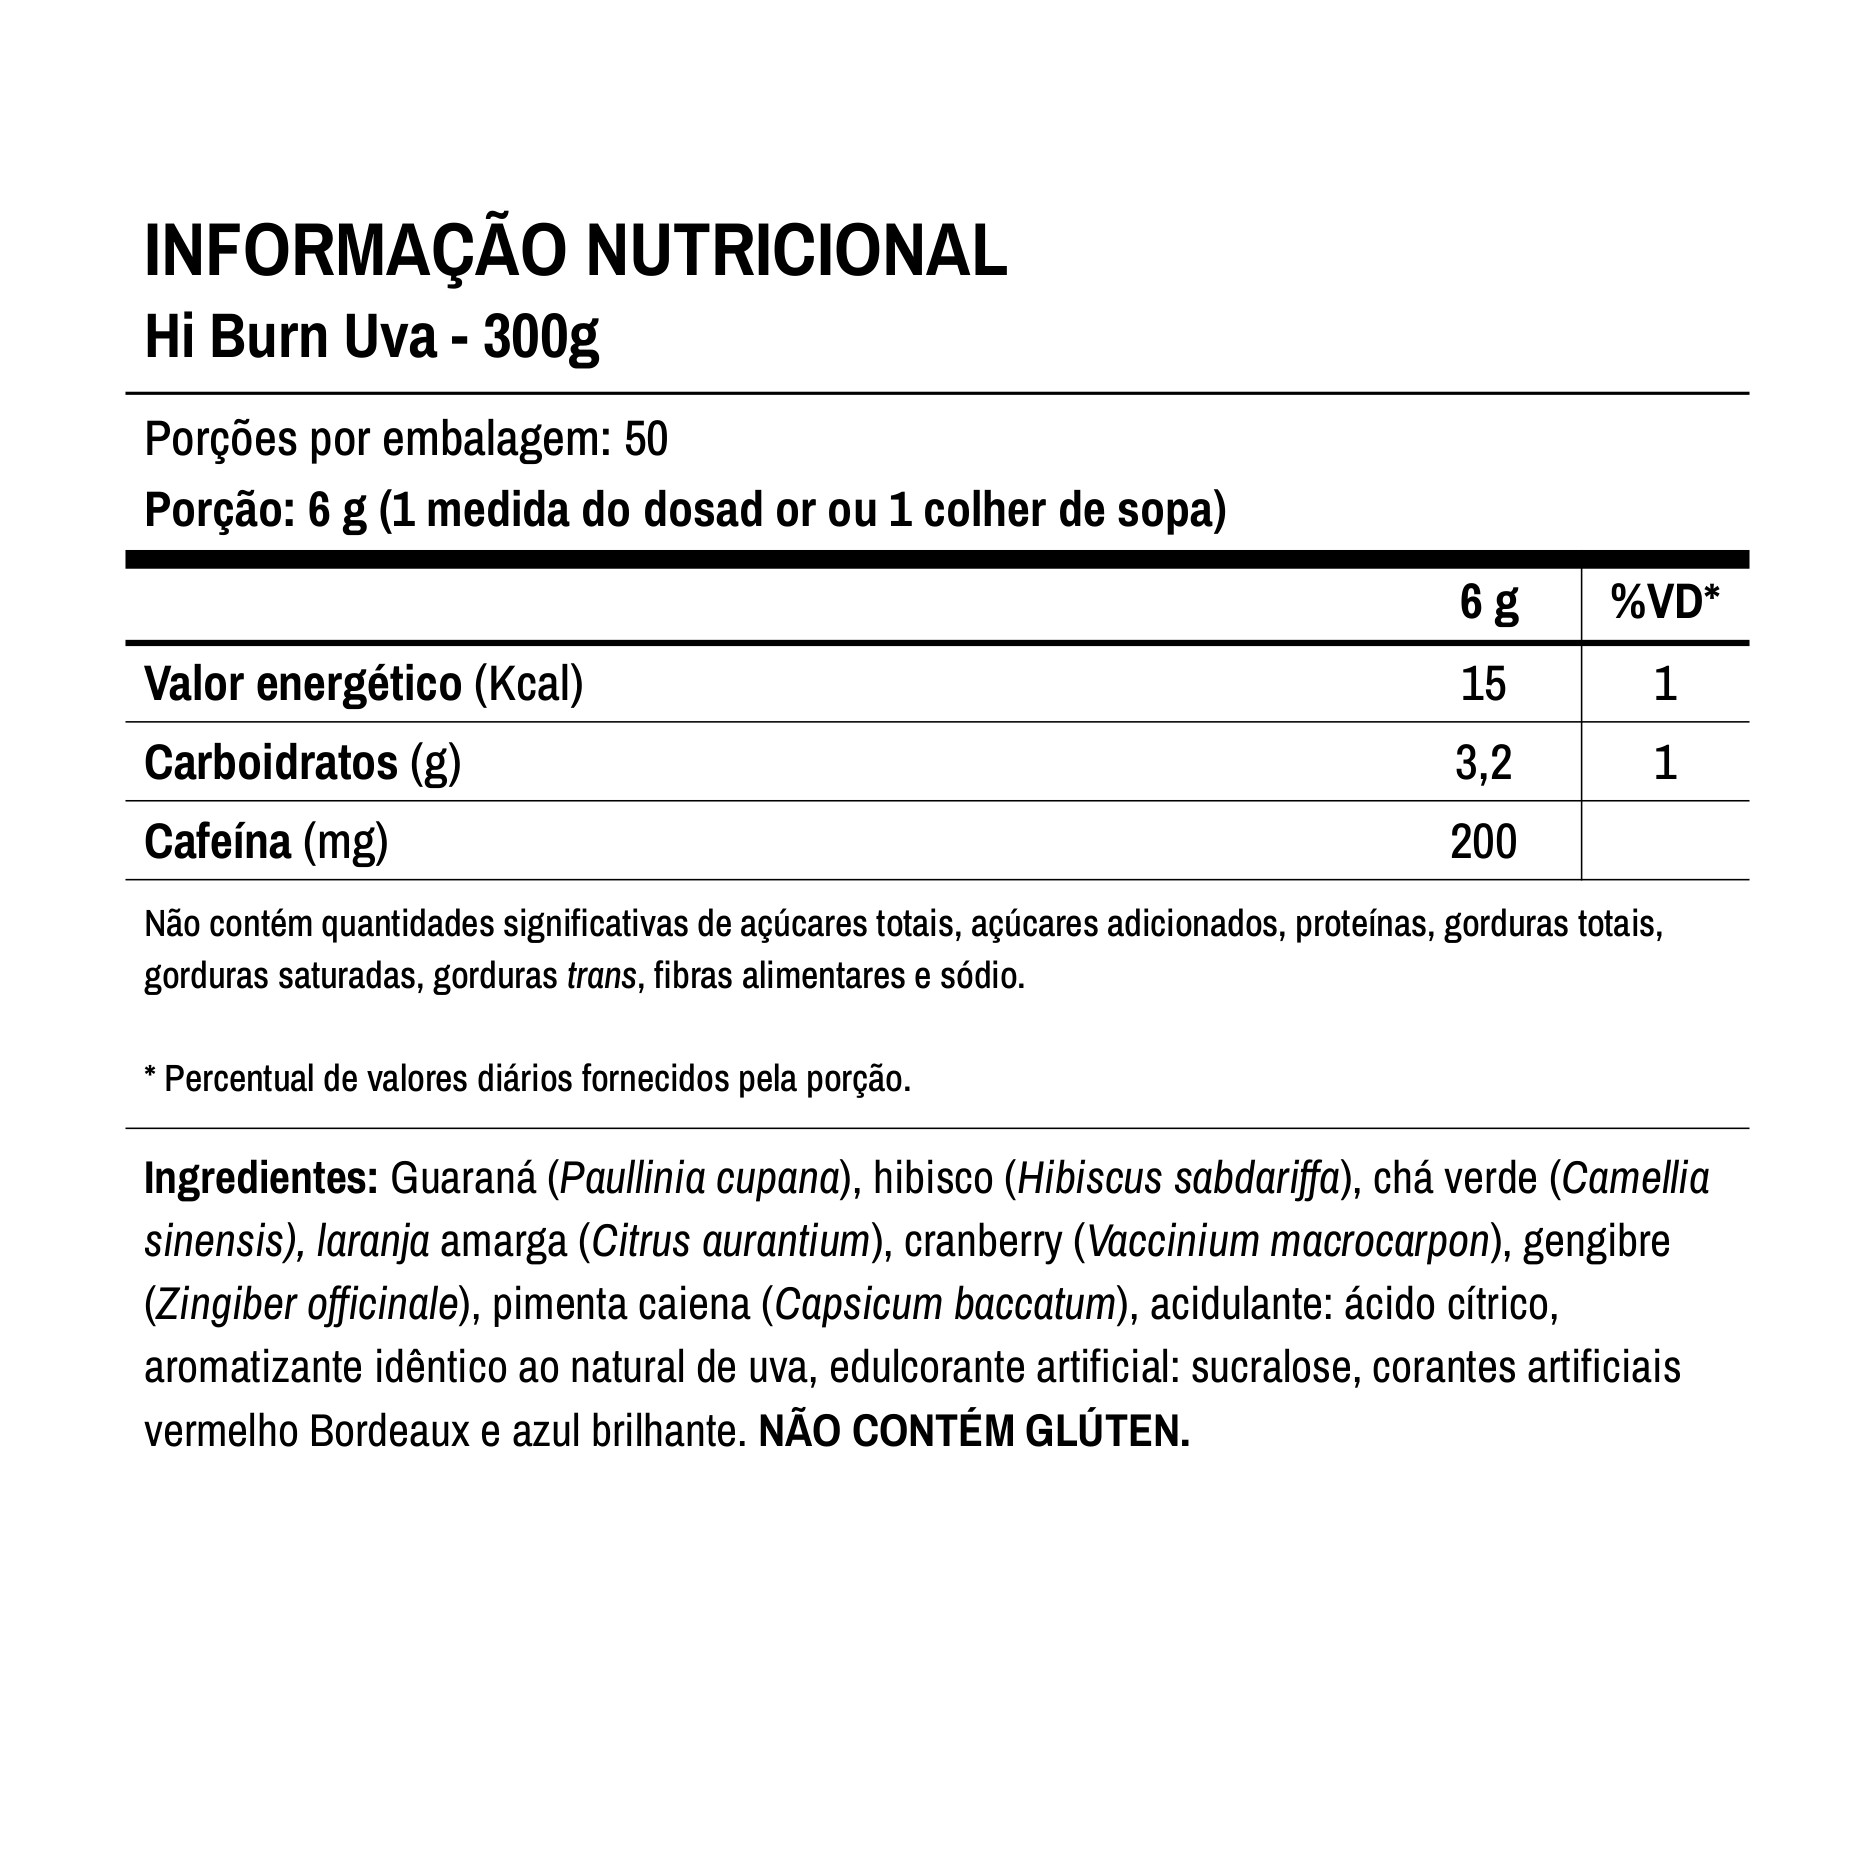 INFORMAÇÃO NUTRICIONAL
Hi Burn Uva - 300g
Porções por embalagem: 50
Porção: 6 g (1 medida do dosad or ou 1 colher de sopa)
6 g %VD*
Valor energético (Kcal) 15 1
Carboidratos (g) 3,2 1
Cafeína (mg) 200
Não contém quantidades significativas de açúcares totais, açúcares adicionados, proteínas, gorduras totais,
gorduras saturadas, gorduras trans, fibras alimentares e sódio.
* Percentual de valores diários fornecidos pela porção.
Ingredientes: Guaraná (Paullinia cupana), hibisco (Hibiscus sabdariffa), chá verde (Camellia
sinensis), laranja amarga (Citrus aurantium), cranberry (Vaccinium macrocarpon), gengibre
(Zingiber officinale), pimenta caiena (Capsicum baccatum), acidulante: ácido cítrico,
aromatizante idêntico ao natural de uva, edulcorante artificial: sucralose, corantes artificiais
vermelho Bordeaux e azul brilhante. NÃO CONTÉM GLÚTEN.